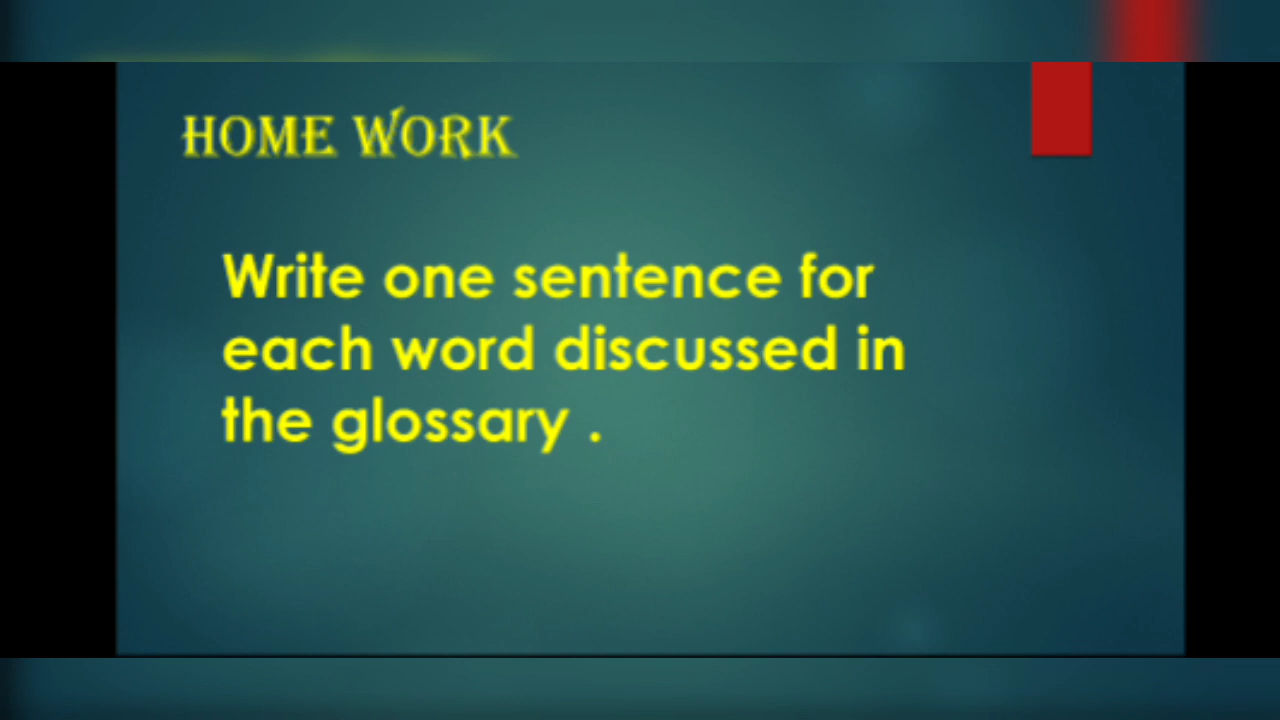 HOME WORK
Write one sentence for
each word discussed in
the glossary .